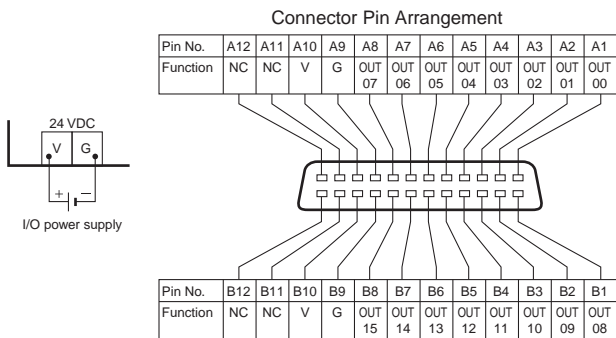 Connector Pin Arrangement
Pin No. A12 A11 A10 A9 A8 A7 A6 A5 A4 A3 A2 A1
Function NC NC V G OUT 07 OUT 06 OUT 05 OUT 04 OUT 03 OUT 02 OUT 01 OUT 00
24 VDC
V G
+ −
I/O power supply
Pin No. B12 B11 B10 B9 B8 B7 B6 B5 B4 B3 B2 B1
Function NC NC V G OUT 15 OUT 14 OUT 13 OUT 12 OUT 11 OUT 10 OUT 09 OUT 08